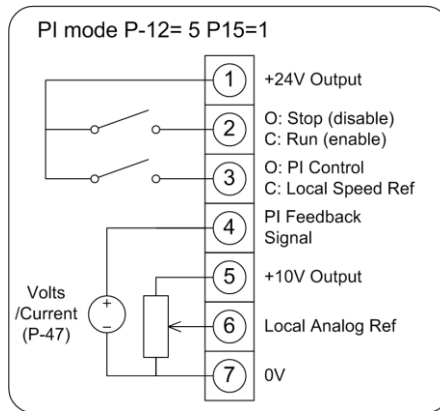 PI mode P-12= 5 P15=1
1
+24V Output
2
O: Stop (disable)
C: Run (enable)
3
O: PI Control
C: Local Speed Ref
4
PI Feedback
Signal
5
+10V Output
Volts
/Current
(P-47)
+
−
6
Local Analog Ref
7
0V